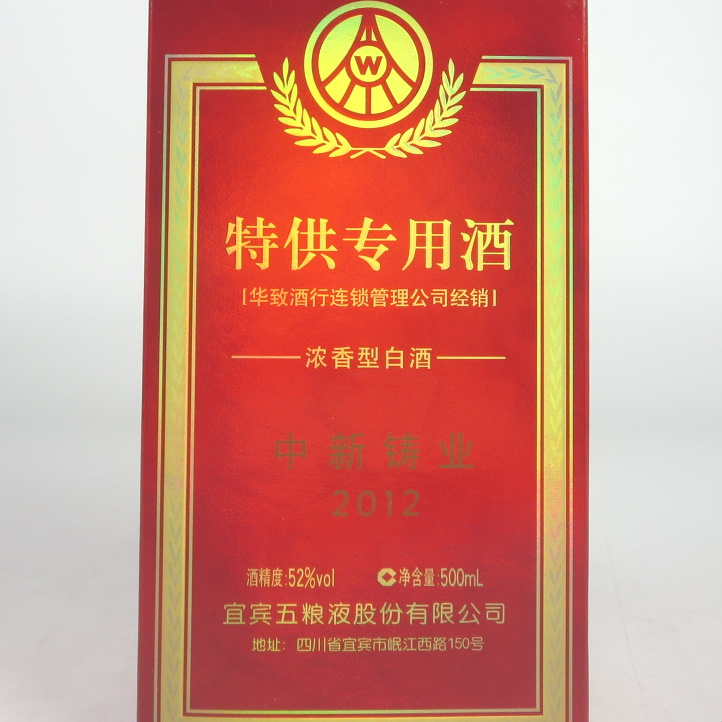 W
特供专用酒
[华致酒行连锁管理公司经销]
浓香型白酒
中新铸业
2012
酒精度:52%vol 净含量:500mL
宜宾五粮液股份有限公司
地址：四川省宜宾市岷江西路150号